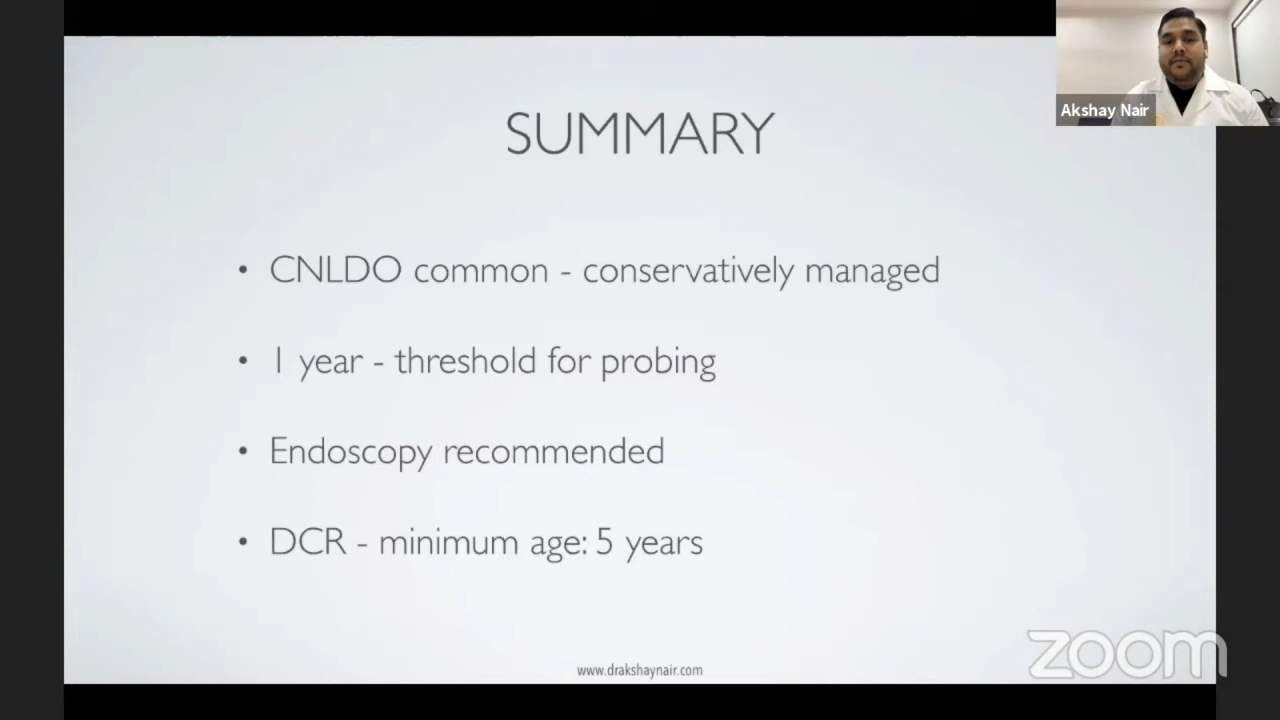 Akshay Nair
SUMMARY
• CNLDO common - conservatively managed
• 1 year - threshold for probing
• Endoscopy recommended
• DCR - minimum age: 5 years
zoom
www.drakshaynair.com